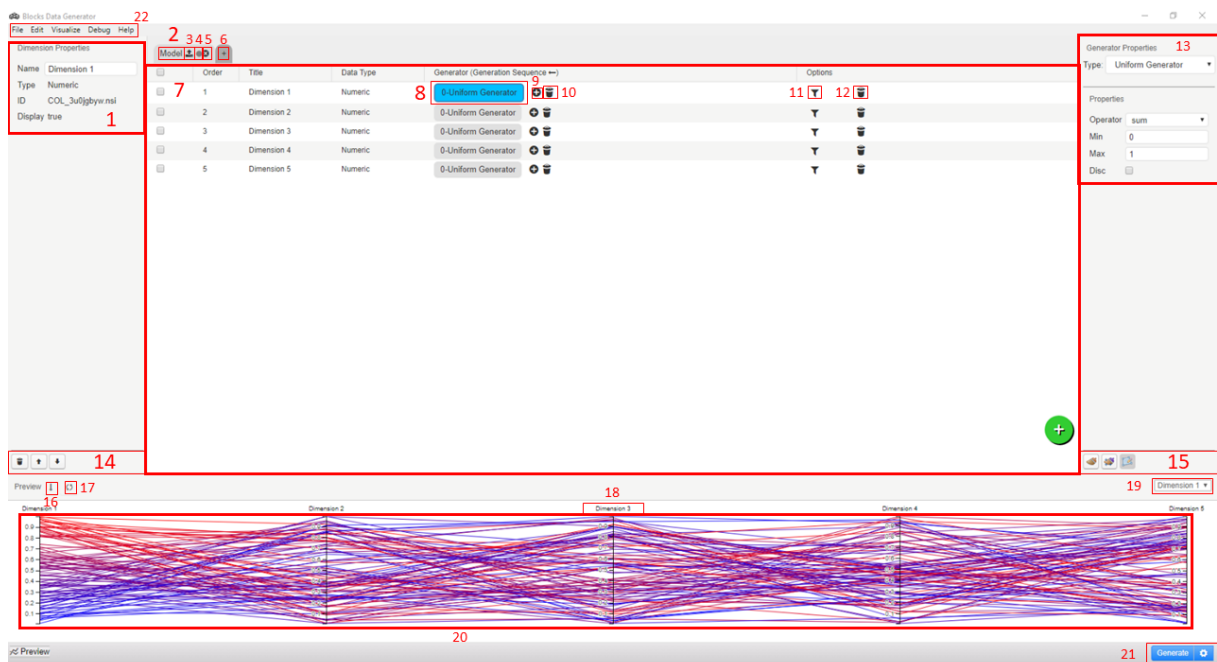 Blocks Data Generator
22
File Edit Visualize Debug Help
2 3 4 5 6
Dimension Properties
Model
Generator Properties 13
Name Dimension 1
Type Numeric
ID COL_3u0jgbyw.nsi
Display true
1
Order Title Data Type Generator (Generation Sequence) Options
Type: Uniform Generator
7 1 Dimension 1 Numeric 8 0-Uniform Generator 9 10 11 12
2 Dimension 2 Numeric 0-Uniform Generator
3 Dimension 3 Numeric 0-Uniform Generator
4 Dimension 4 Numeric 0-Uniform Generator
5 Dimension 5 Numeric 0-Uniform Generator
Properties
Operator sum
Min 0
Max 1
Disc
+
14
15
Preview 16 17
18
19 Dimension 1
Dimension 1 Dimension 2 Dimension 3 Dimension 4 Dimension 5
0.9
0.8
0.7
0.6
0.5
0.4
0.3
0.2
0.1
20
Preview
21 Generate